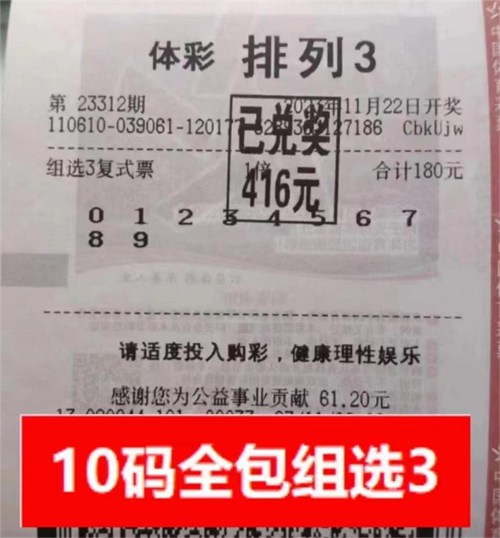 体彩 排列3
第 23312期 2023年11月22日开奖
110610-039061-120177 127186 CbkUjw
已兑奖
416元
组选3复式票 1倍 合计180元
0 1 2 3 4 5 6 7
8 9
请适度投入购彩，健康理性娱乐
感谢您为公益事业贡献 61.20元
10码全包组选3